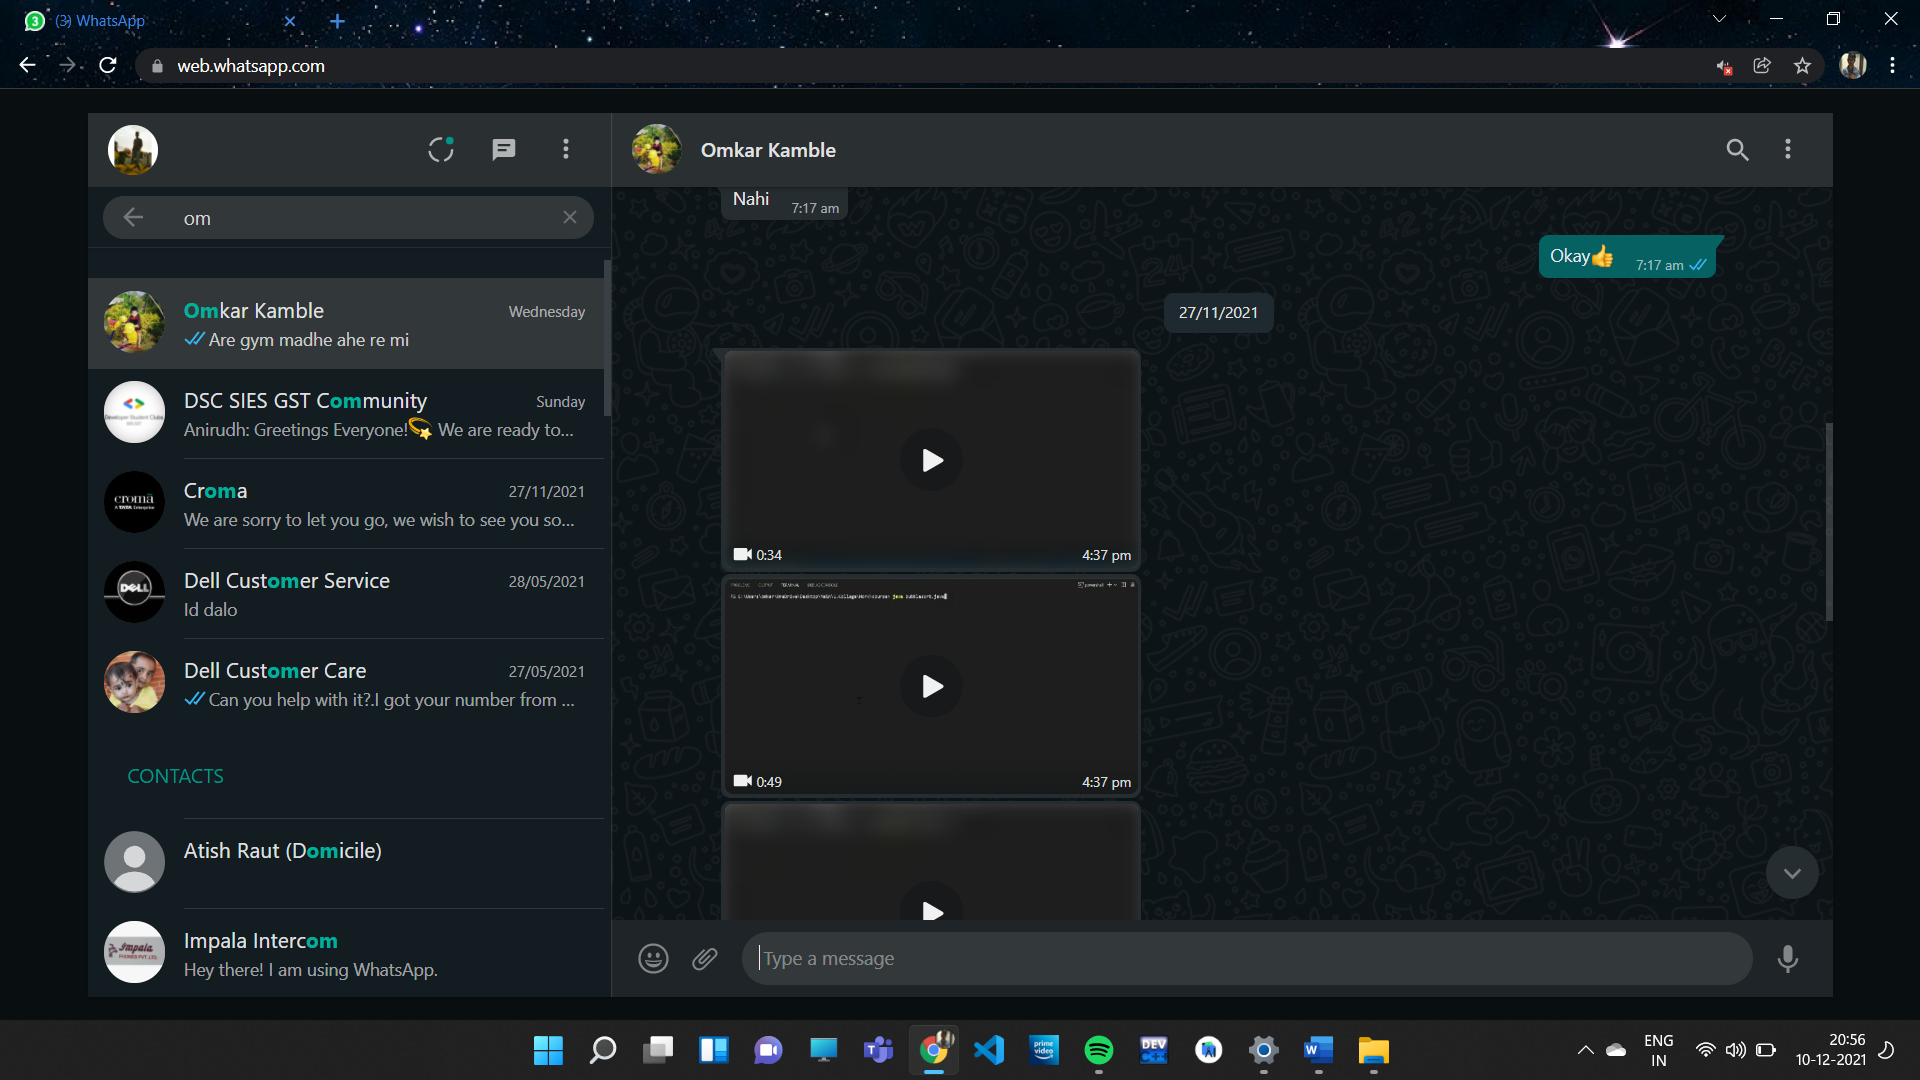 (3) WhatsApp
web.whatsapp.com
om
Omkar Kamble
Wednesday
Are gym madhe ahe re mi
DSC SIES GST Community
Sunday
Anirudh: Greetings Everyone!💫 We are ready to...
Croma
27/11/2021
We are sorry to let you go, we wish to see you so...
Dell Customer Service
28/05/2021
Id dalo
Dell Customer Care
27/05/2021
Can you help with it?.I got your number from ...
CONTACTS
Atish Raut (Domicile)
Impala Intercom
Hey there! I am using WhatsApp.
Omkar Kamble
Nahi
7:17 am
Okay👍
7:17 am
27/11/2021
0:34
4:37 pm
0:49
4:37 pm
Type a message
ENG
IN
20:56
10-12-2021